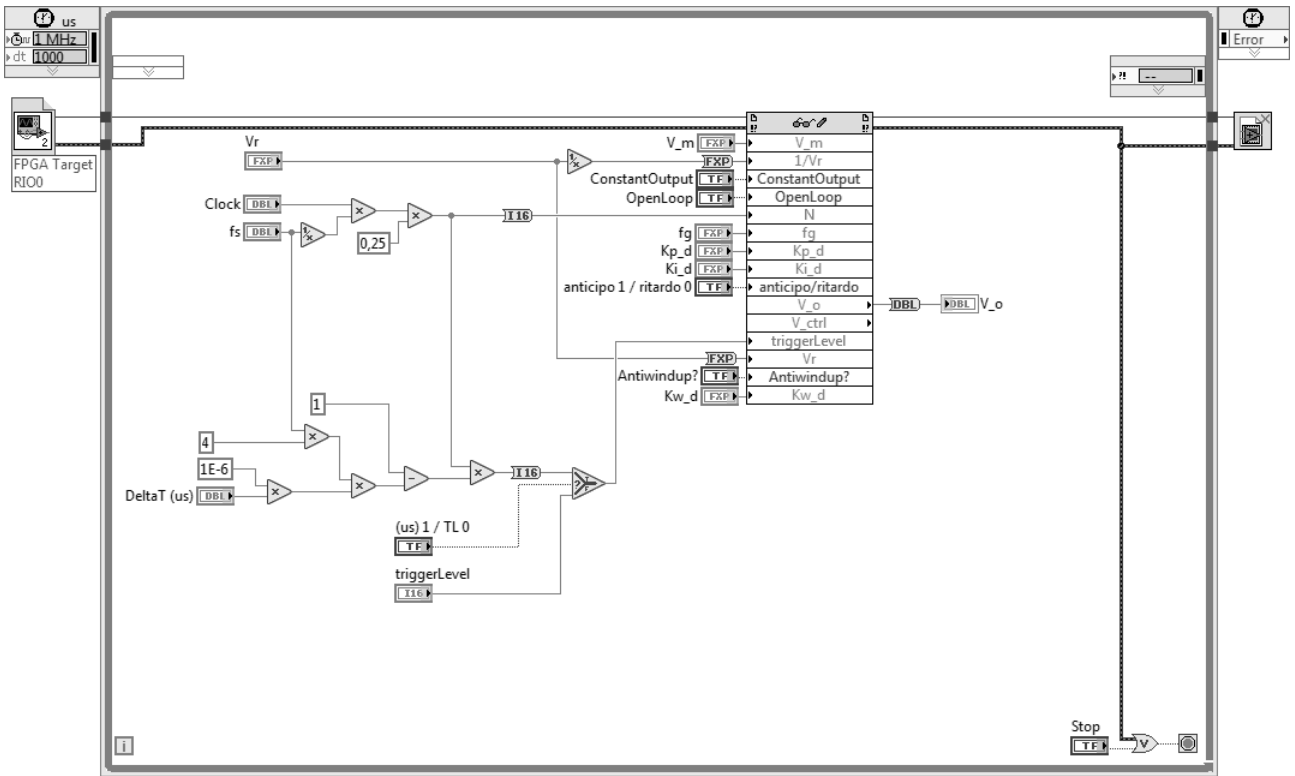 us
1 MHz
dt 1000
Error
?! --
2
FPGA Target
RIO0
Vr
FXP
1/x
Clock DBL
fs DBL
1/x
×
×
0,25
I16
V_m FXP
FXP
ConstantOutput TF
OpenLoop TF
fg FXP
Kp_d FXP
Ki_d FXP
anticipo 1 / ritardo 0 TF
FXP
Antiwindup? TF
Kw_d FXP
V_m
1/Vr
ConstantOutput
OpenLoop
N
fg
Kp_d
Ki_d
anticipo/ritardo
V_o
V_ctrl
triggerLevel
Vr
Antiwindup?
Kw_d
DBL DBL V_o
1
4
×
1E-6
DeltaT (us) DBL
×
×
-
×
I16
?
T
F
(us) 1 / TL 0
TF
triggerLevel
I16
Stop
TF
V
i